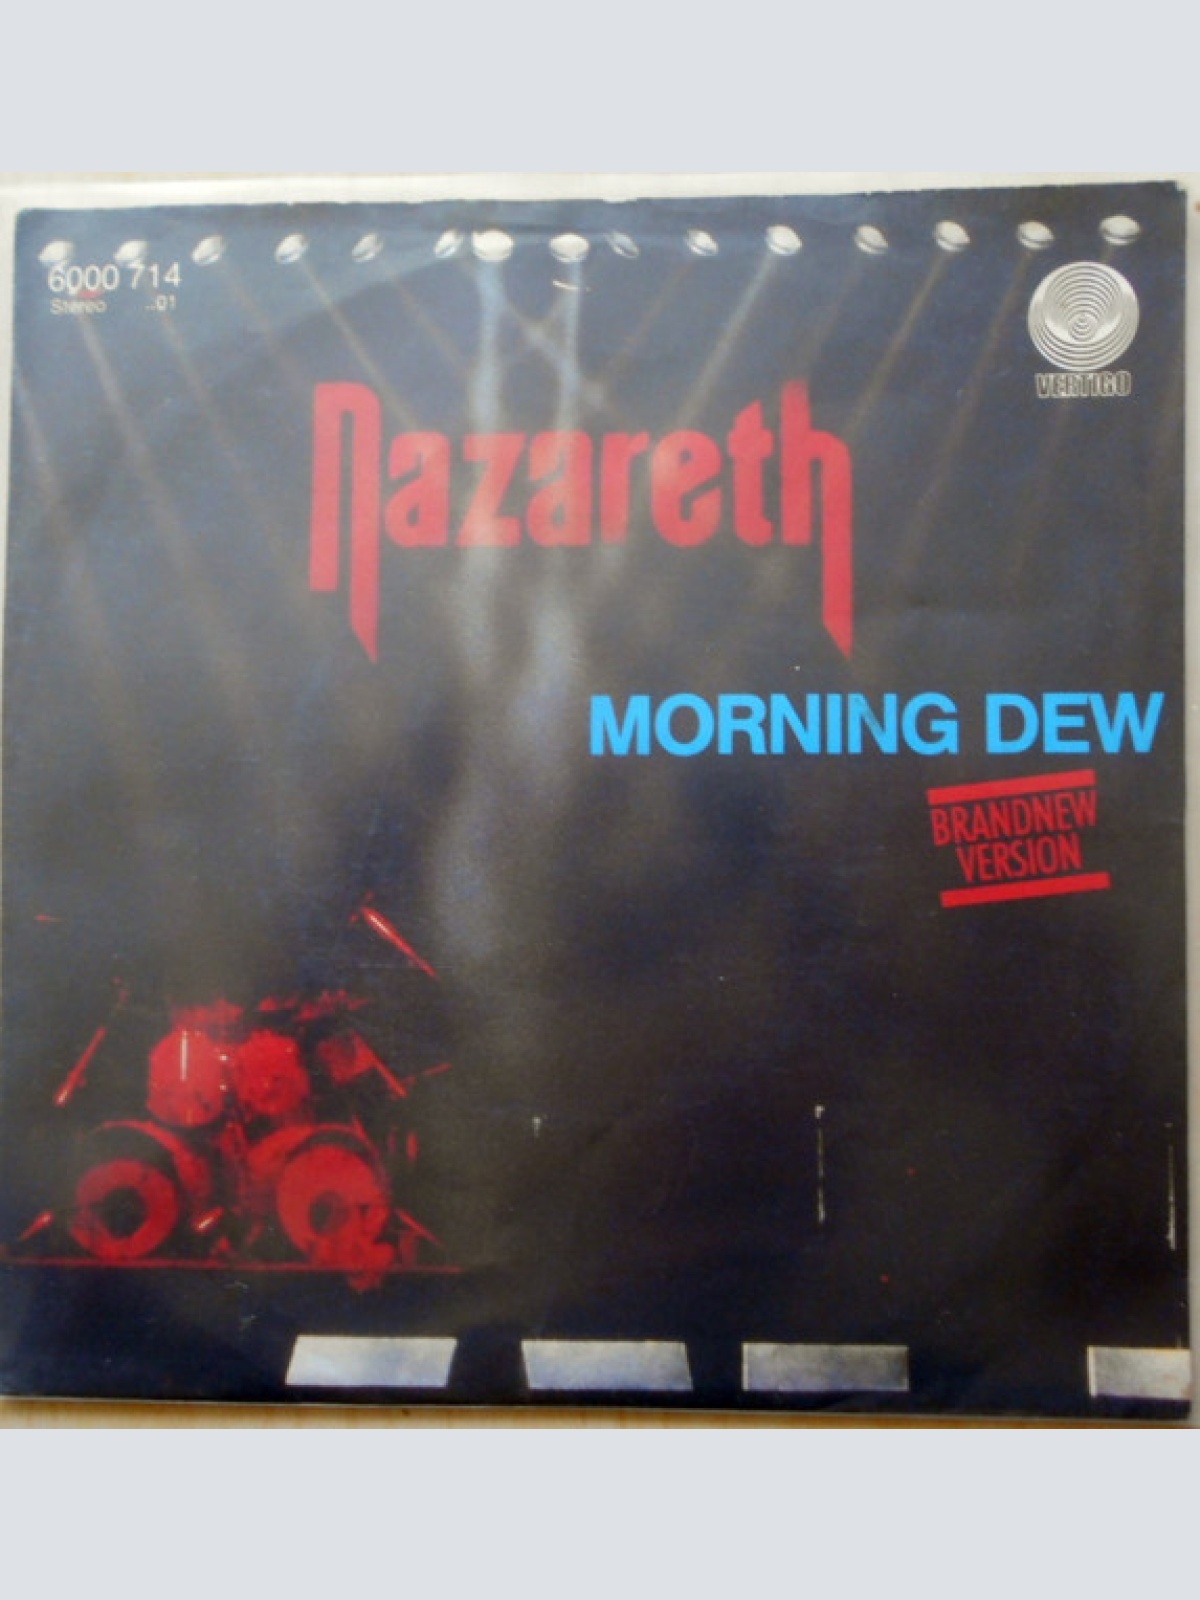 6000 714
Stereo ..01
VERTIGO
Nazareth
MORNING DEW
BRANDNEW
VERSION